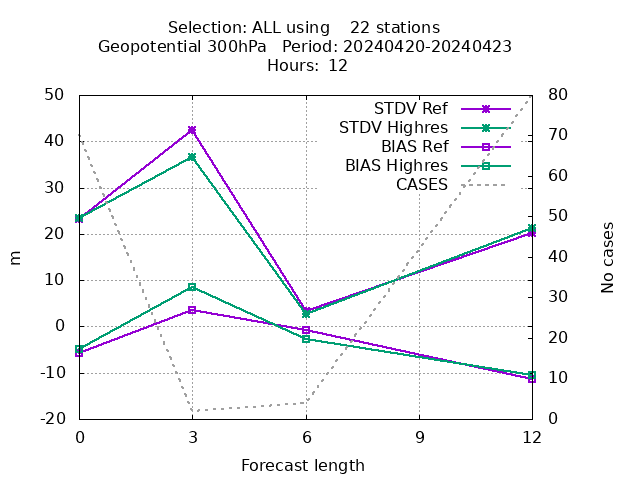 Selection: ALL using    22 stations
Geopotential 300hPa   Period: 20240420-20240423
Hours: 12
STDV Ref
STDV Highres
BIAS Ref
BIAS Highres
CASES
50
40
30
20
10
0
-10
-20
m
80
70
60
50
40
30
20
10
0
No cases
0
3
6
9
12
Forecast length